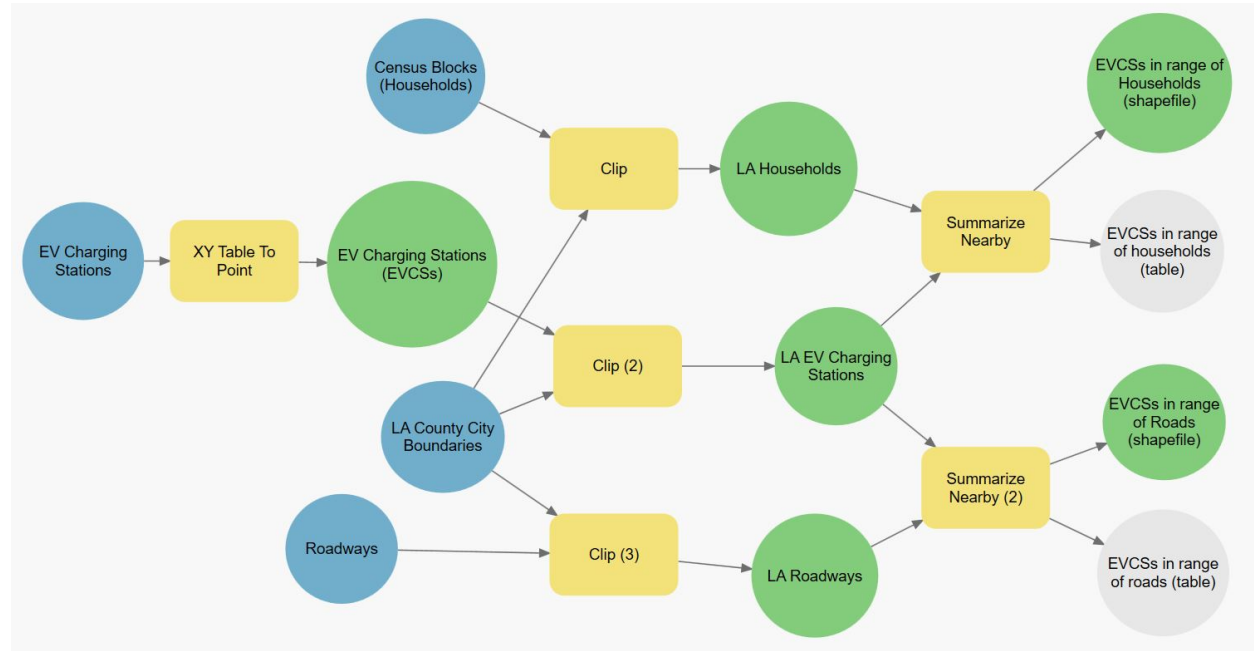 Census Blocks
(Households)
EVCSs in range of
Households
(shapefile)
Clip
LA Households
Summarize
Nearby
EV Charging
Stations
XY Table To
Point
EV Charging Stations
(EVCSs)
EVCSs in range
of households
(table)
Clip (2)
LA EV Charging
Stations
LA County City
Boundaries
EVCSs in range
of Roads
(shapefile)
Summarize
Nearby (2)
Roadways
Clip (3)
LA Roadways
EVCSs in range
of roads (table)